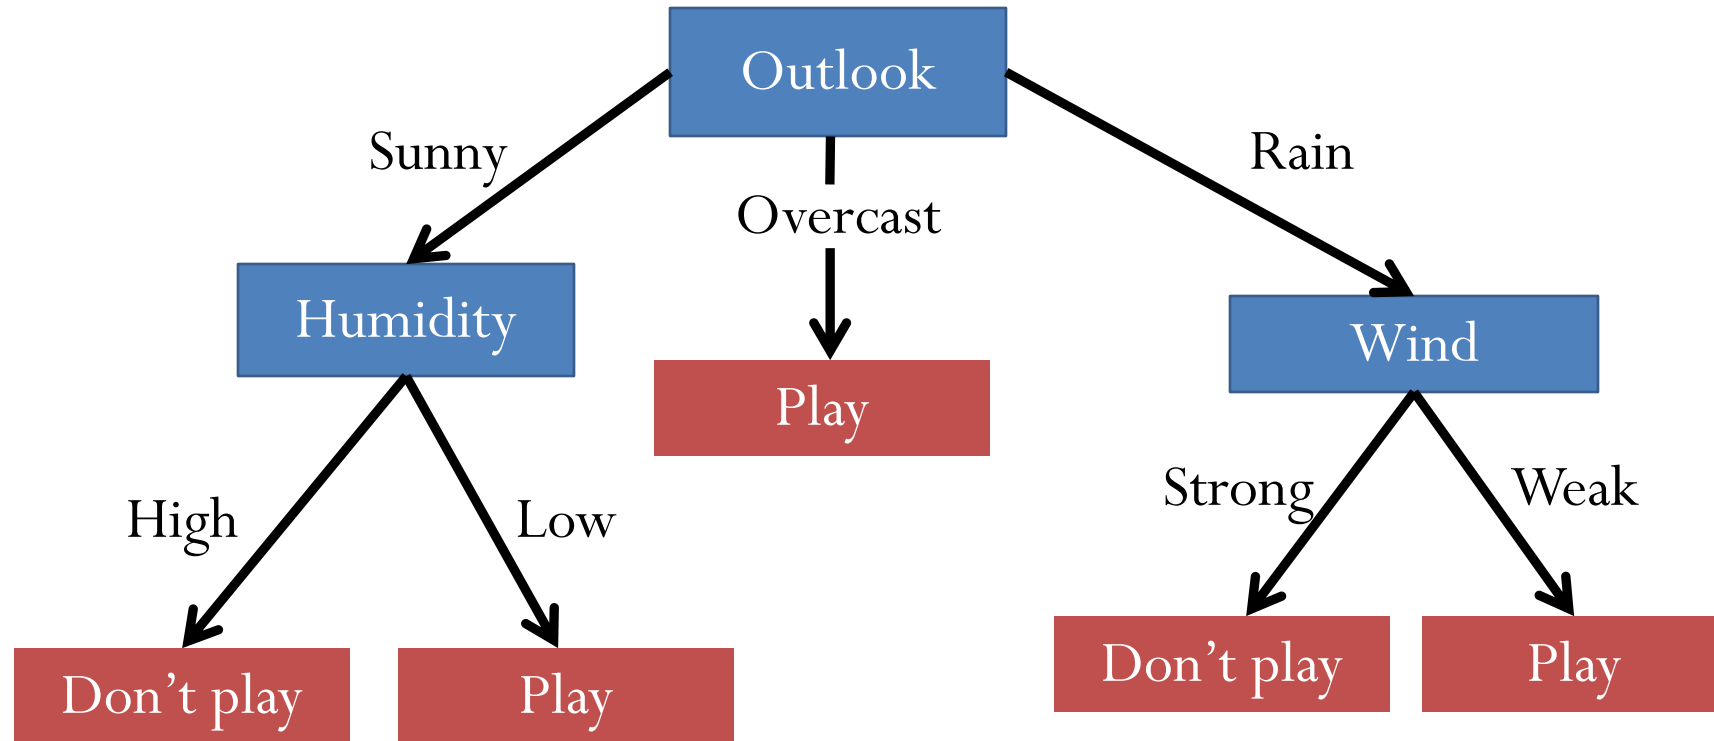 Outlook
Sunny
Rain
Overcast
Humidity
Wind
Play
High
Low
Strong
Weak
Don’t play
Play
Don’t play
Play